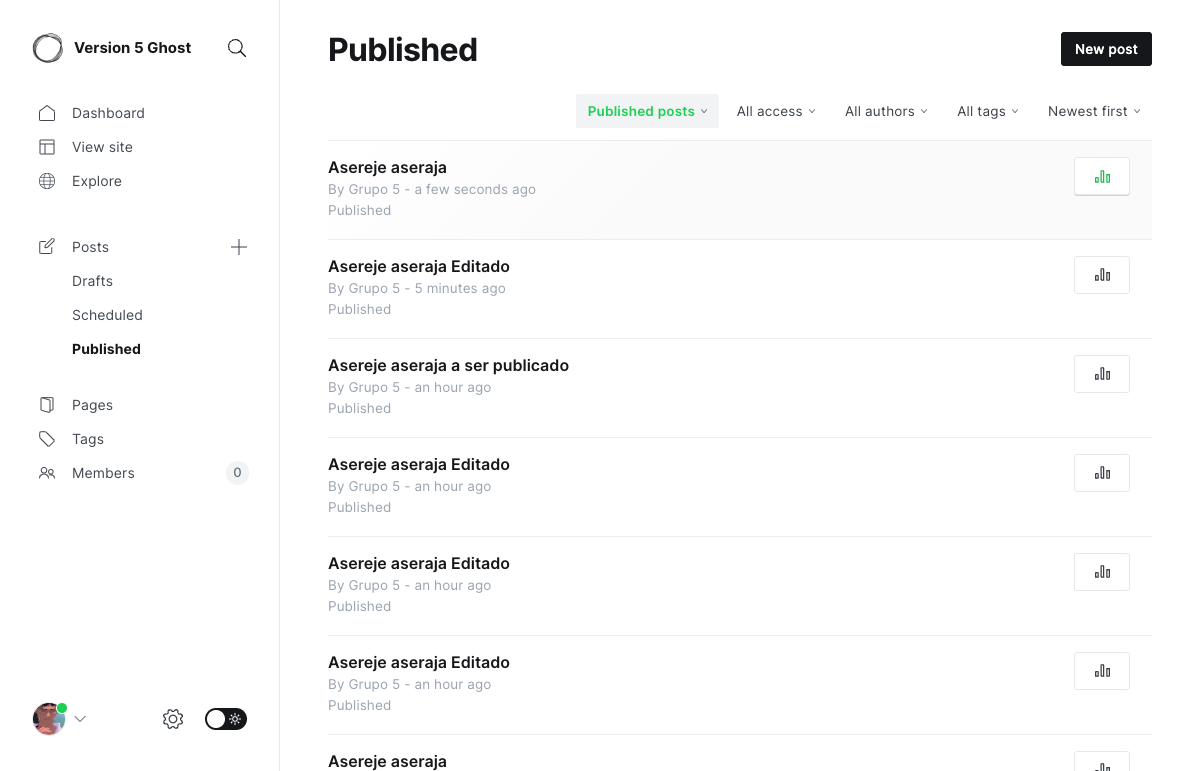 Version 5 Ghost
Dashboard
View site
Explore
Posts
Drafts
Scheduled
Published
Pages
Tags
Members
0
Published
New post
Published posts
All access
All authors
All tags
Newest first
Asereje aseraja
By Grupo 5 - a few seconds ago
Published
Asereje aseraja Editado
By Grupo 5 - 5 minutes ago
Published
Asereje aseraja a ser publicado
By Grupo 5 - an hour ago
Published
Asereje aseraja Editado
By Grupo 5 - an hour ago
Published
Asereje aseraja Editado
By Grupo 5 - an hour ago
Published
Asereje aseraja Editado
By Grupo 5 - an hour ago
Published
Asereje aseraja